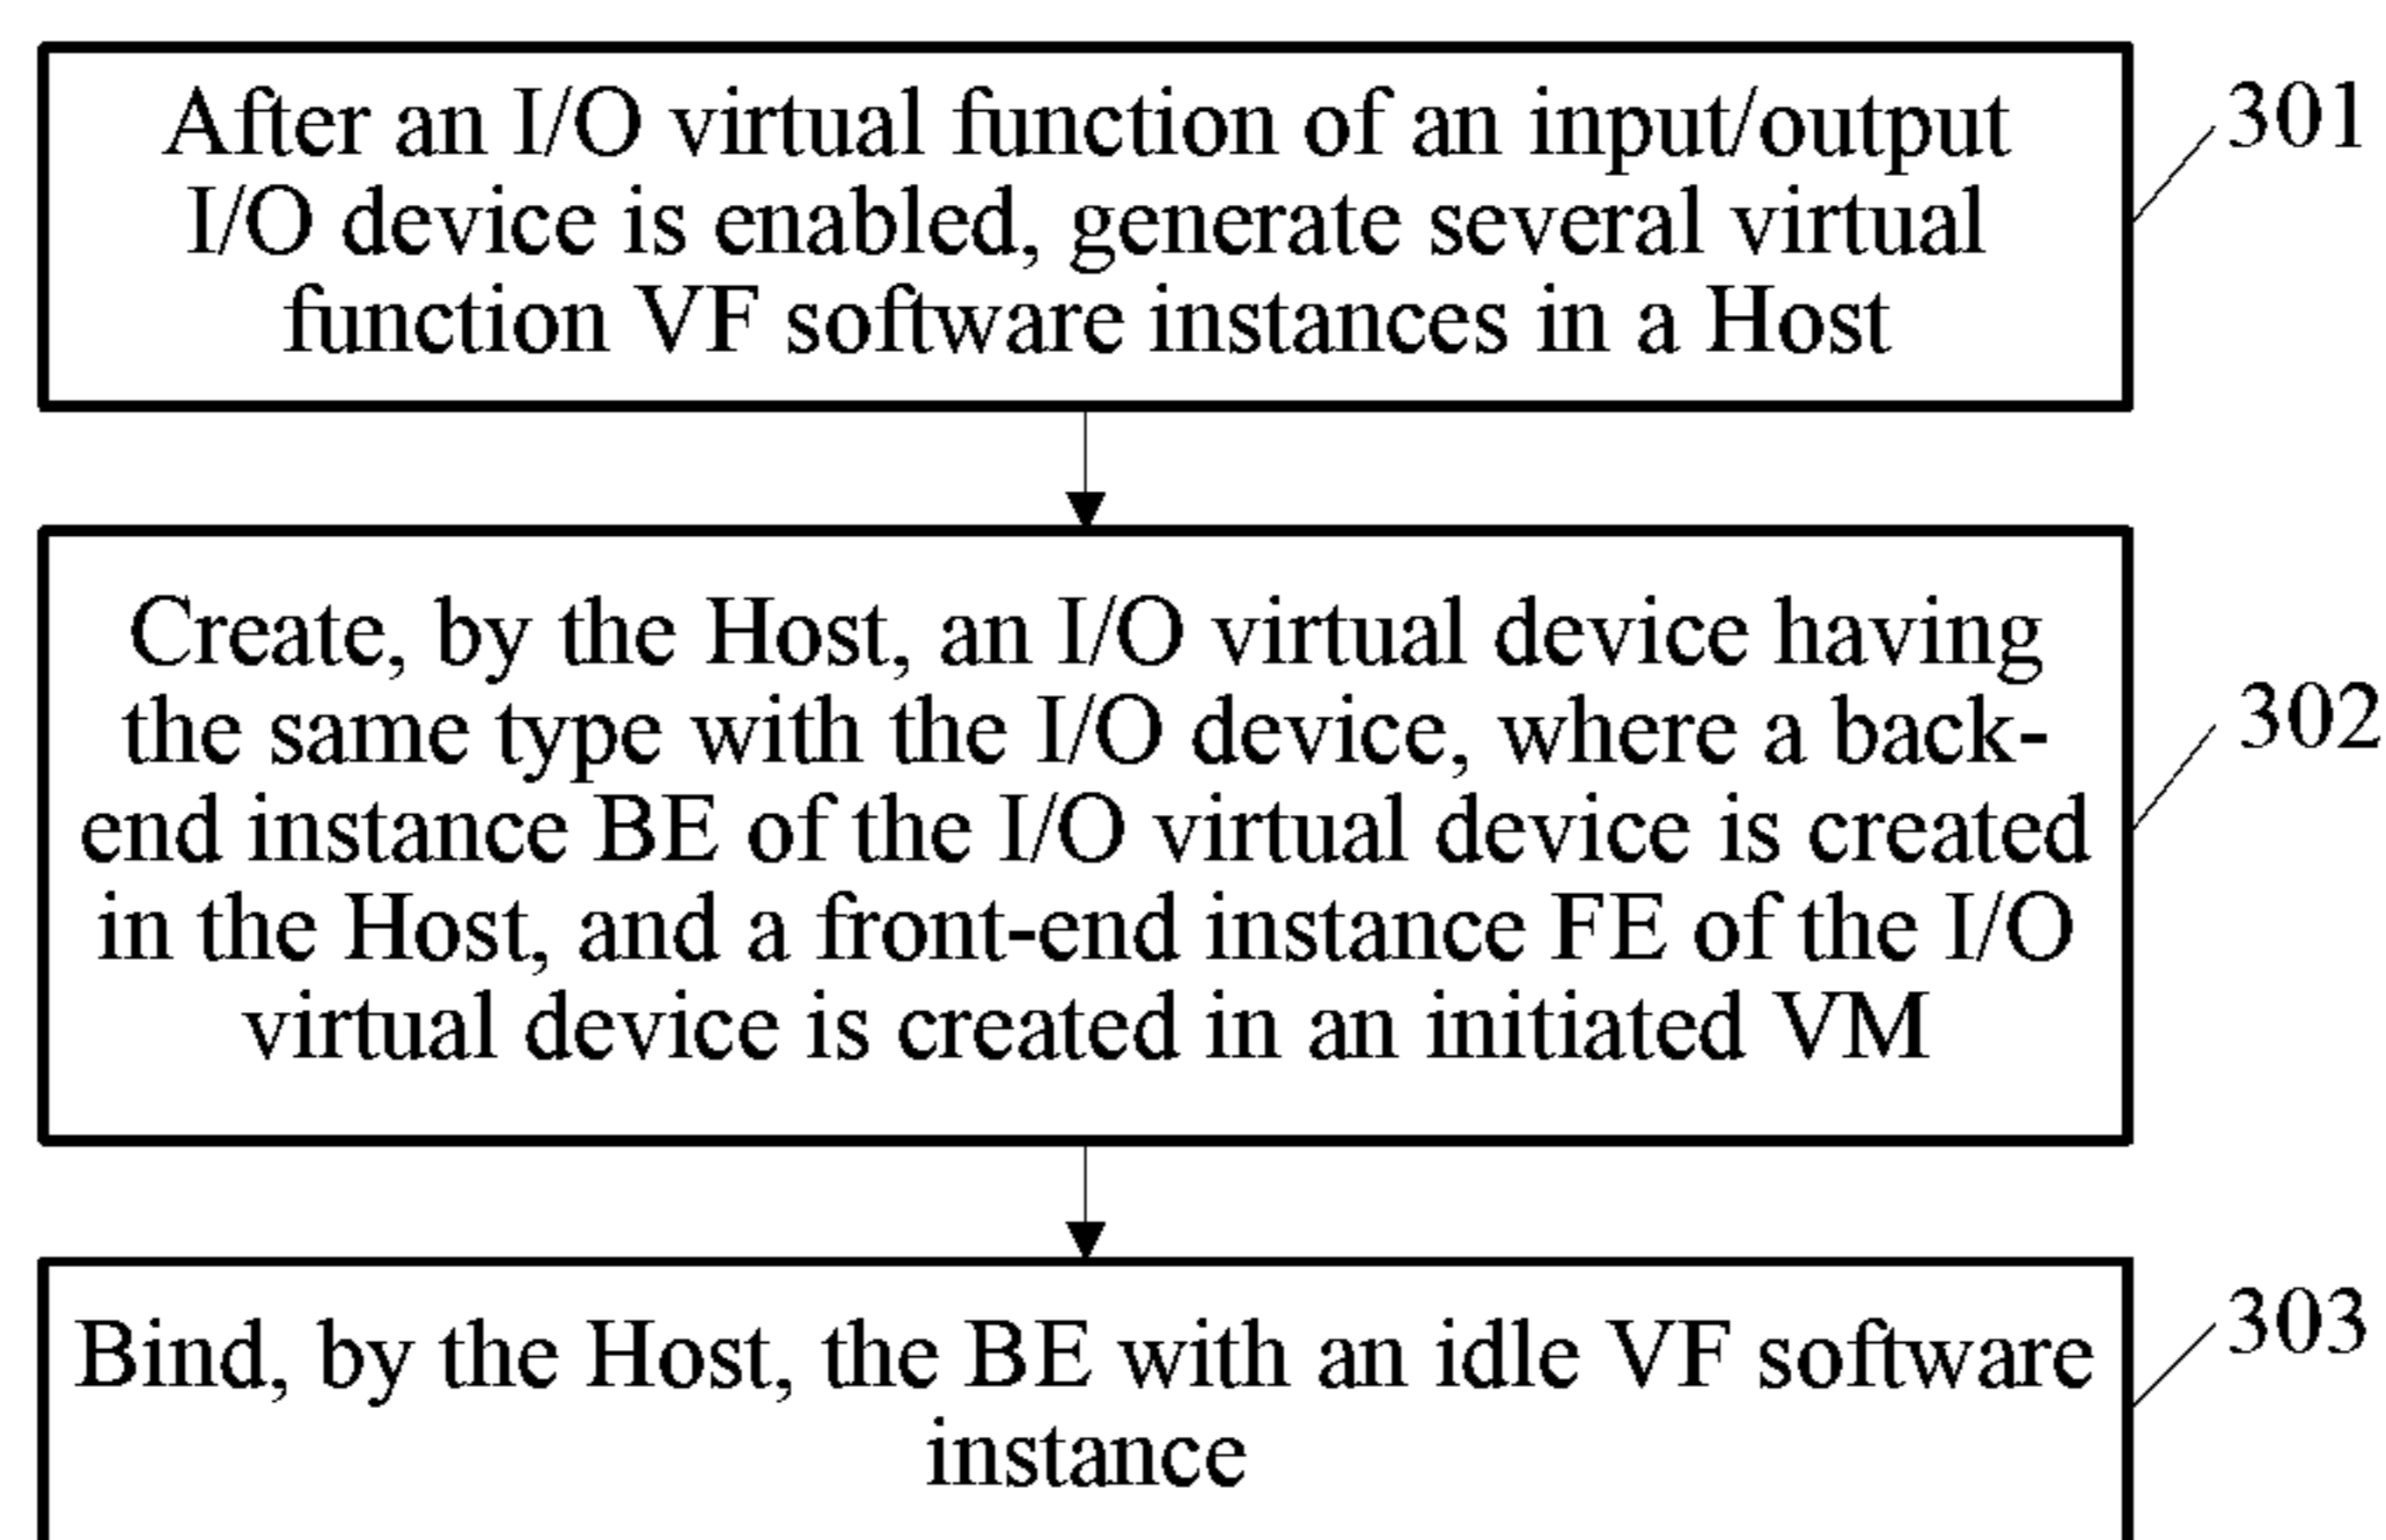 After an I/O virtual function of an input/output
I/O device is enabled, generate several virtual
function VF software instances in a Host
301
Create, by the Host, an I/O virtual device having
the same type with the I/O device, where a back-
end instance BE of the I/O virtual device is created
in the Host, and a front-end instance FE of the I/O
virtual device is created in an initiated VM
302
Bind, by the Host, the BE with an idle VF software
instance
303